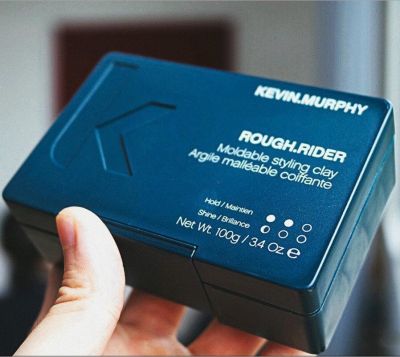 KEVIN.MURPHY
ROUGH.RIDER
Moldable styling clay
Argile malléable coiffante
Hold / Maintien
Shine / Brillance
Net Wt. 100g / 3.4 Oz ℮